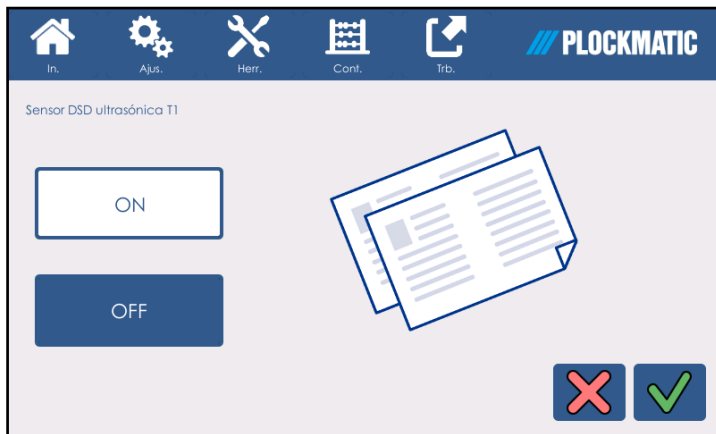 In.
Ajus.
Herr.
Cont.
Trb.
PLOCKMATIC
Sensor DSD ultrasónica T1
ON
OFF